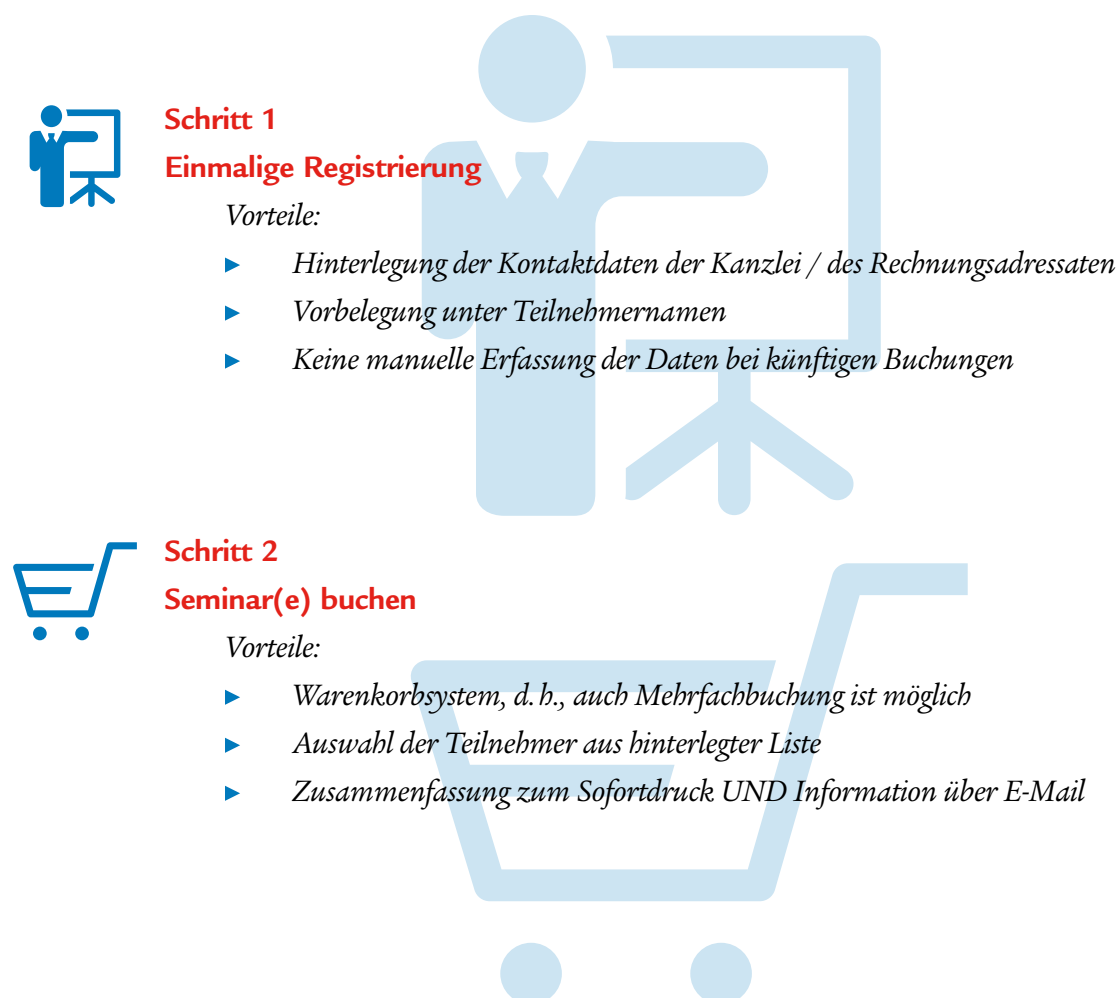 Schritt 1
Einmalige Registrierung
Vorteile:
► Hinterlegung der Kontaktdaten der Kanzlei / des Rechnungsadressaten
► Vorbelegung unter Teilnehmernamen
► Keine manuelle Erfassung der Daten bei künftigen Buchungen
Schritt 2
Seminar(e) buchen
Vorteile:
► Warenkorbsystem, d. h., auch Mehrfachbuchung ist möglich
► Auswahl der Teilnehmer aus hinterlegter Liste
► Zusammenfassung zum Sofortdruck UND Information über E-Mail